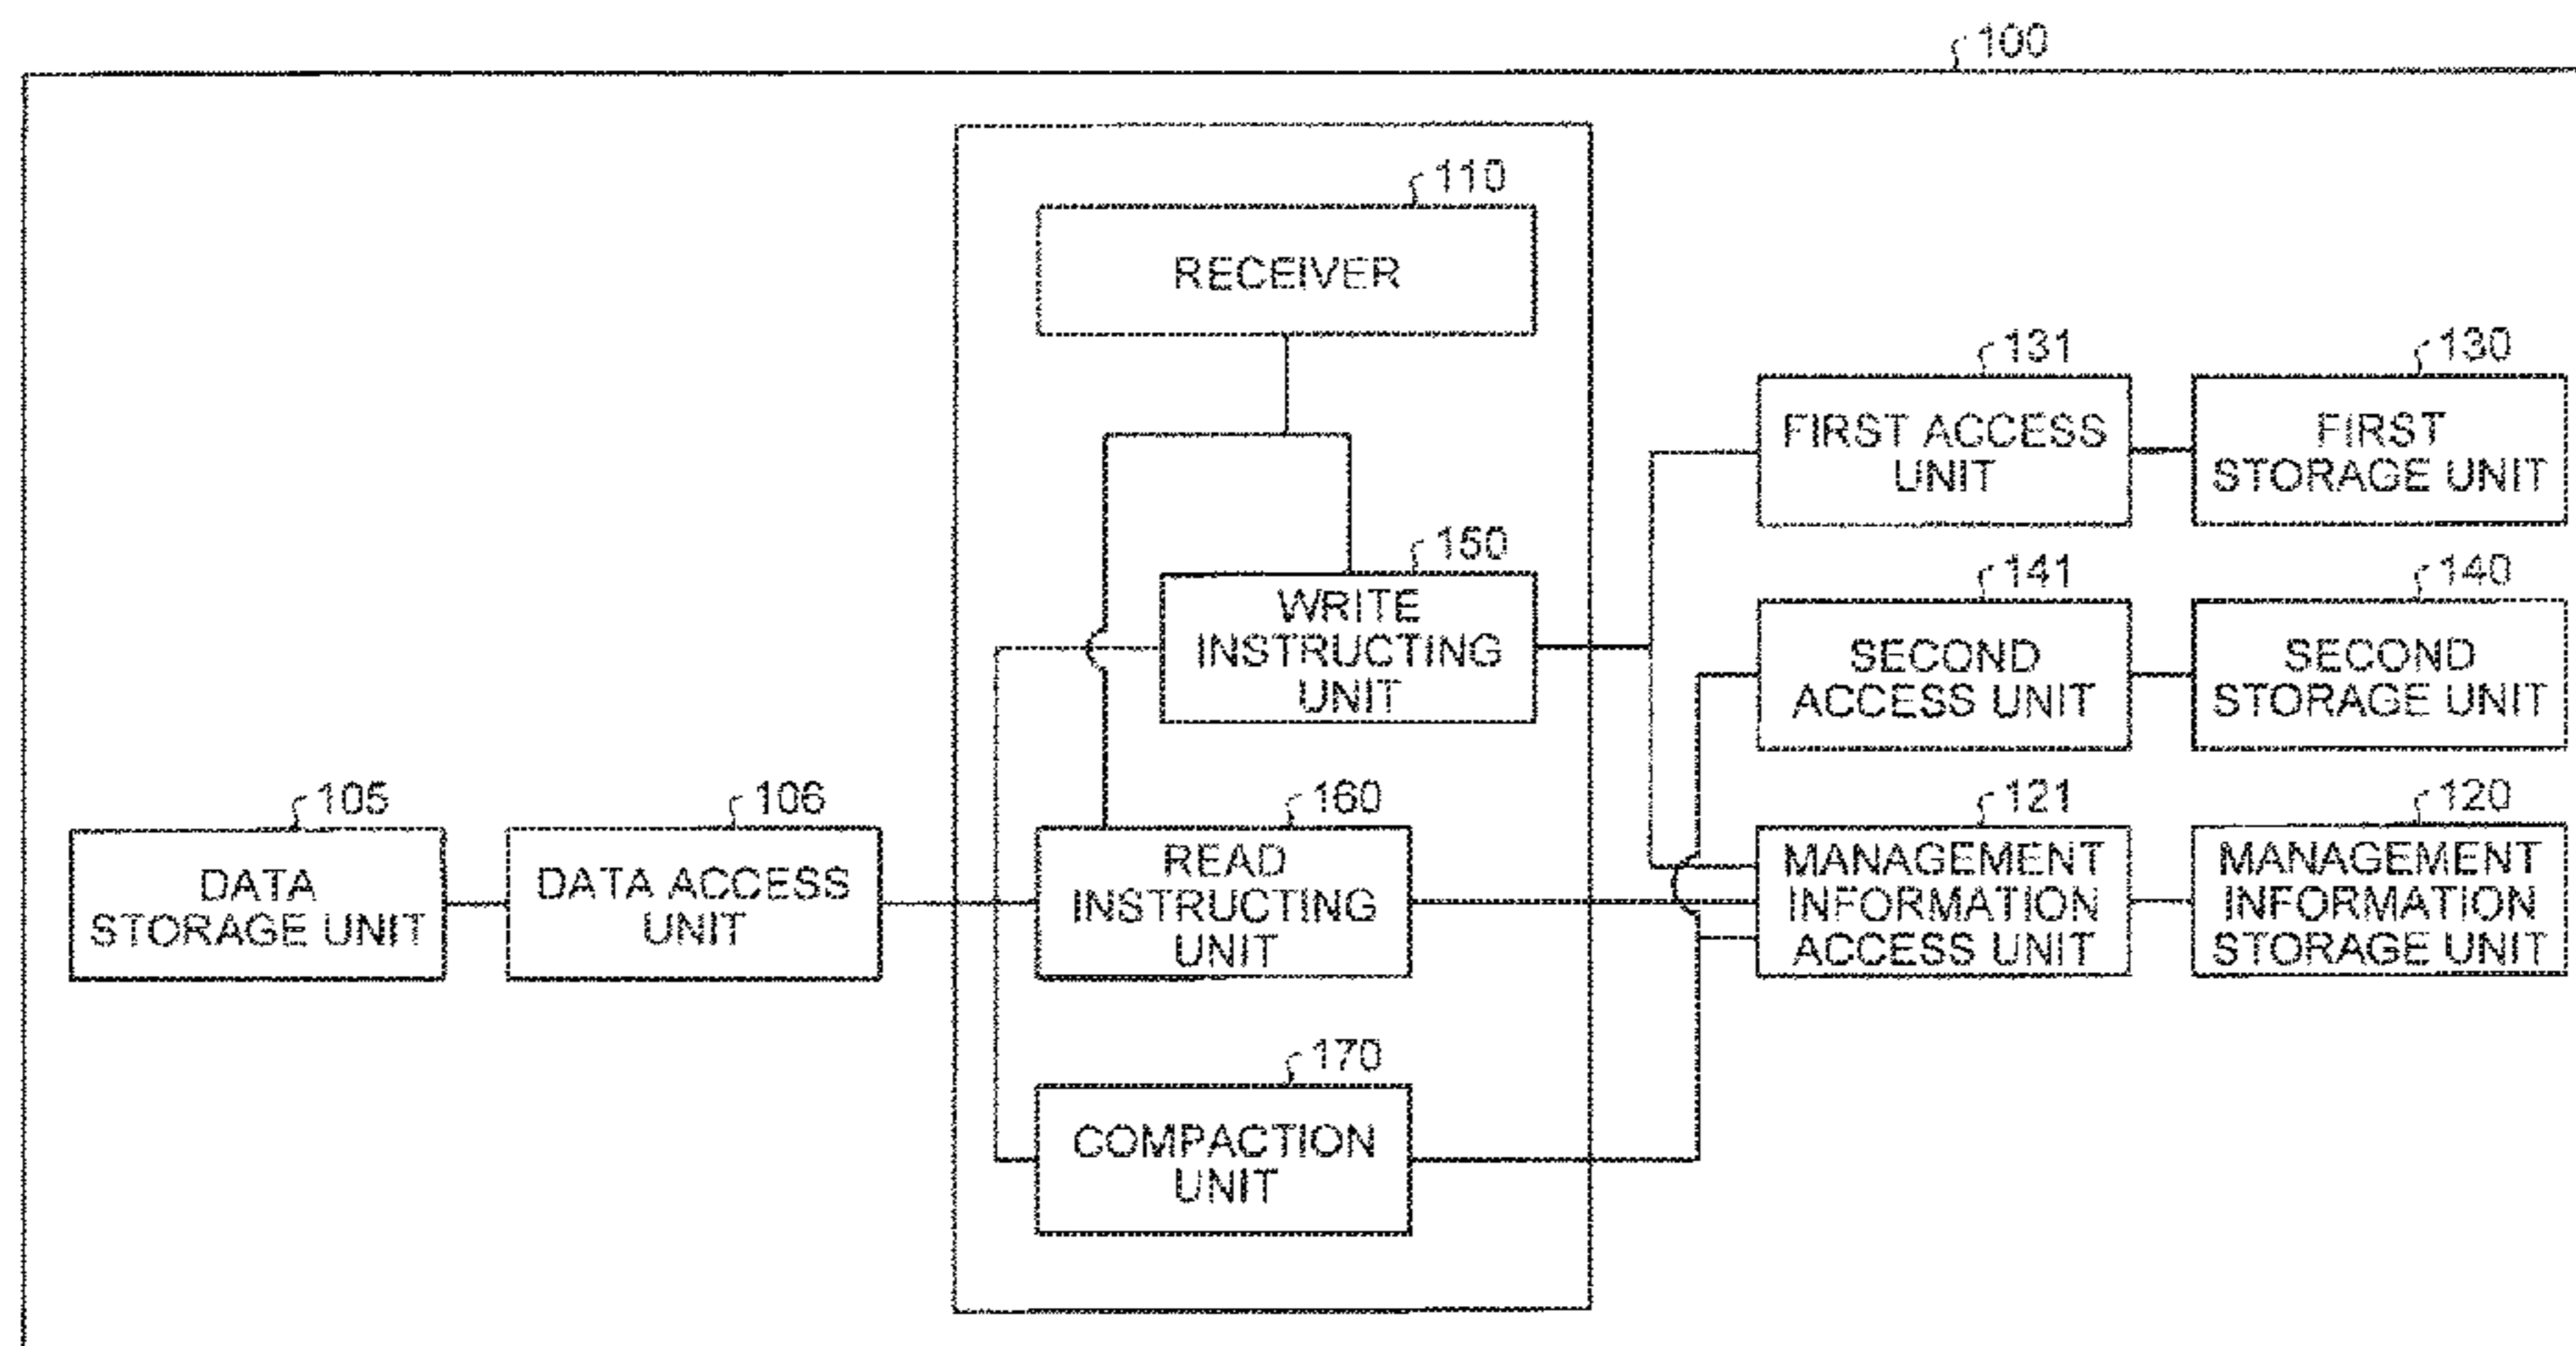 100
110
RECEIVER
131
FIRST ACCESS
UNIT
130
FIRST
STORAGE UNIT
150
WRITE
INSTRUCTING
UNIT
141
SECOND
ACCESS UNIT
140
SECOND
STORAGE UNIT
105
DATA
STORAGE UNIT
106
DATA ACCESS
UNIT
160
READ
INSTRUCTING
UNIT
121
MANAGEMENT
INFORMATION
ACCESS UNIT
120
MANAGEMENT
INFORMATION
STORAGE UNIT
170
COMPACTION
UNIT